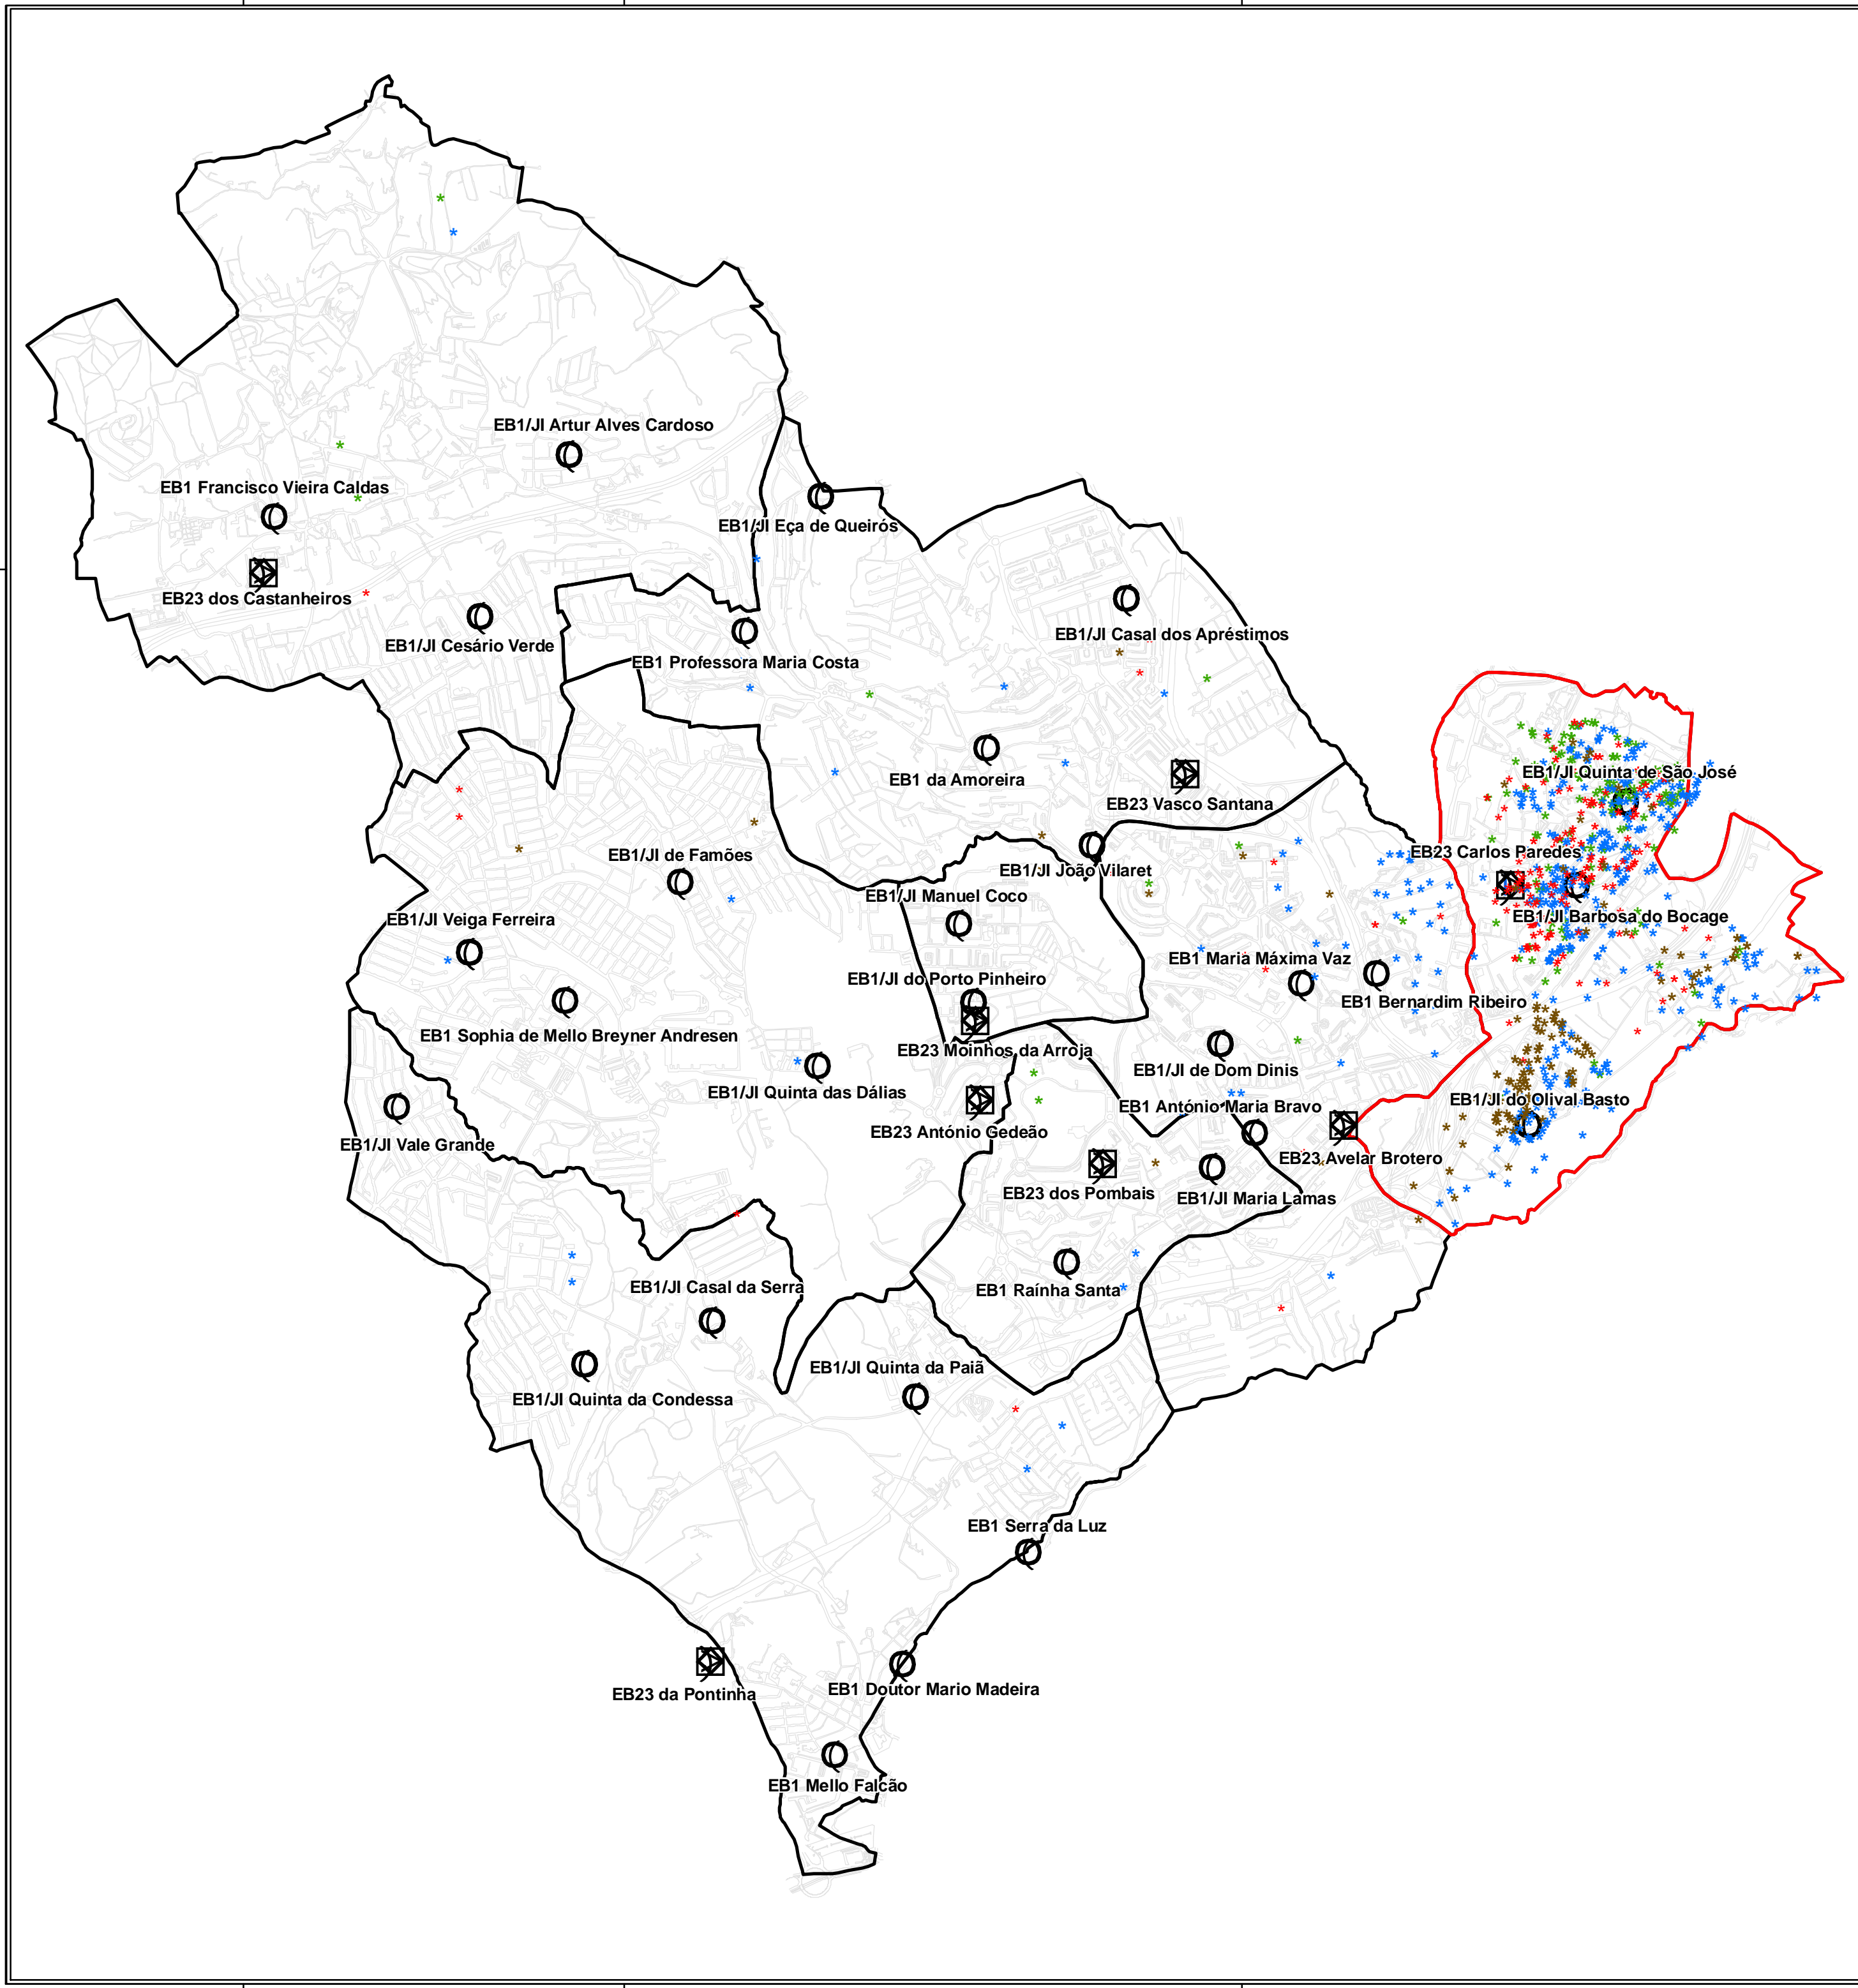 EB1/JI Artur Alves Cardoso
EB1 Francisco Vieira Caldas
EB1/JI Eça de Queirós
EB23 dos Castanheiros
EB1/JI Casal dos Apréstimos
EB1/JI Cesário Verde
EB1 Professora Maria Costa
EB1/JI Quinta de São José
EB1 da Amoreira
EB23 Vasco Santana
EB23 Carlos Paredes
EB1/JI de Famões
EB1/JI João Vilaret
EB1/JI Manuel Coco
EB1/JI Barbosa do Bocage
EB1/JI Veiga Ferreira
EB1 Maria Máxima Vaz
EB1/JI do Porto Pinheiro
EB1 Bernardim Ribeiro
EB1 Sophia de Mello Breyner Andresen
EB23 Moinhos da Arroja
EB1/JI de Dom Dinis
EB1/JI Quinta das Dálias
EB1/JI do Olival Basto
EB1 António Maria Bravo
EB23 António Gedeão
EB1/JI Vale Grande
EB23 Avelar Brotero
EB23 dos Pombais
EB1/JI Maria Lamas
EB1/JI Casal da Serra
EB1 Raínha Santa
EB1/JI Quinta da Paiã
EB1/JI Quinta da Condessa
EB1 Serra da Luz
EB1 Doutor Mario Madeira
EB23 da Pontinha
EB1 Mello Falcão